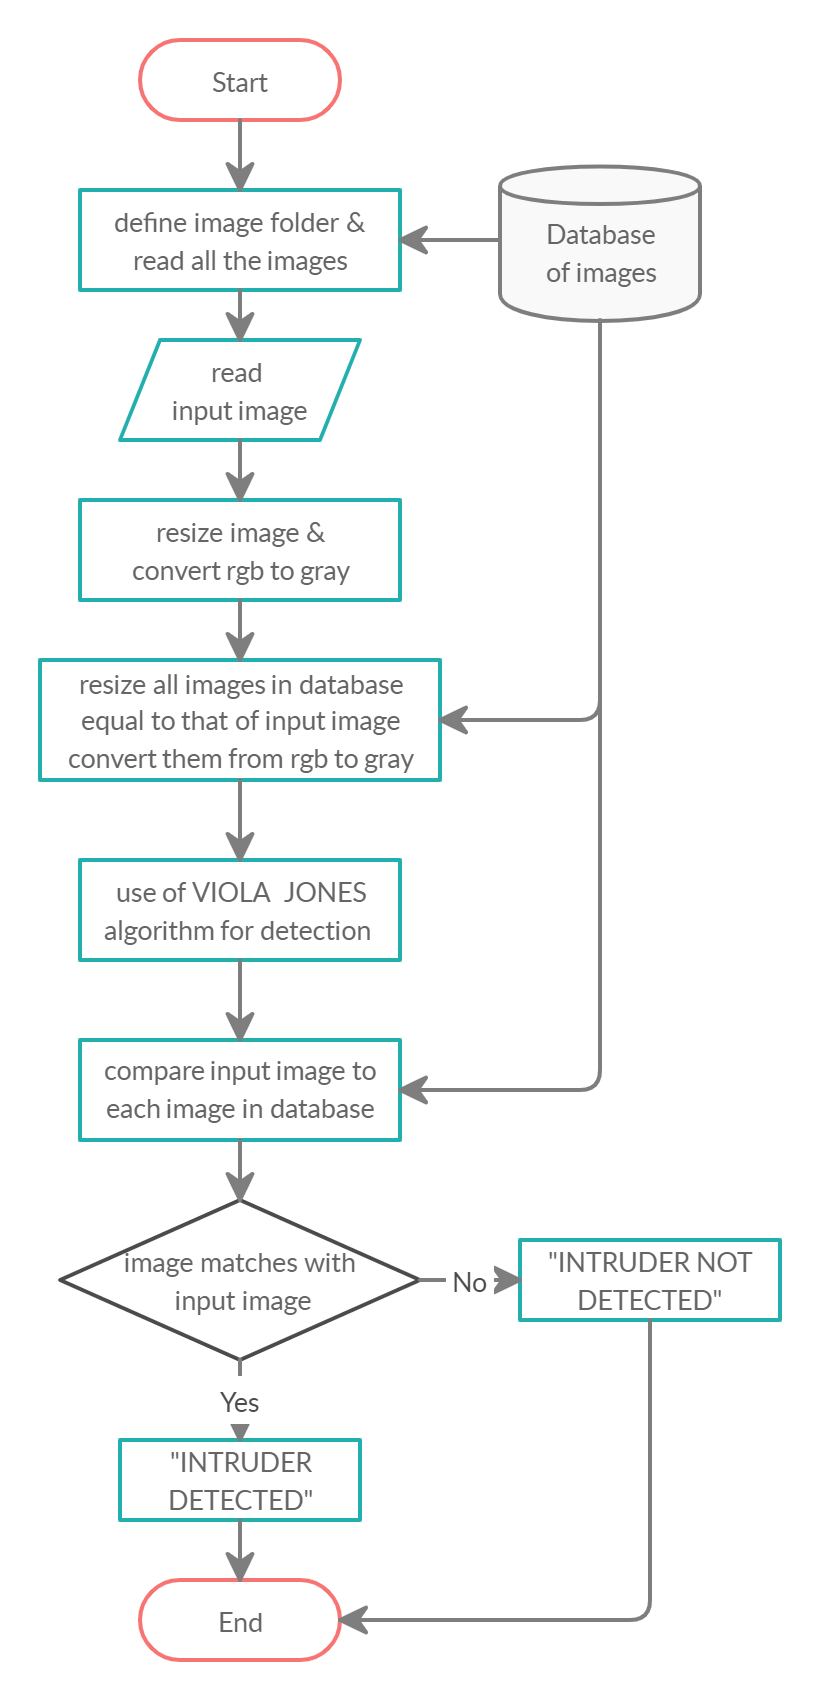 Start
define image folder &
read all the images
Database
of images
read
input image
resize image &
convert rgb to gray
resize all images in database
equal to that of input image
convert them from rgb to gray
use of VIOLA JONES
algorithm for detection
compare input image to
each image in database
image matches with
input image
No
"INTRUDER NOT
DETECTED"
Yes
"INTRUDER
DETECTED"
End